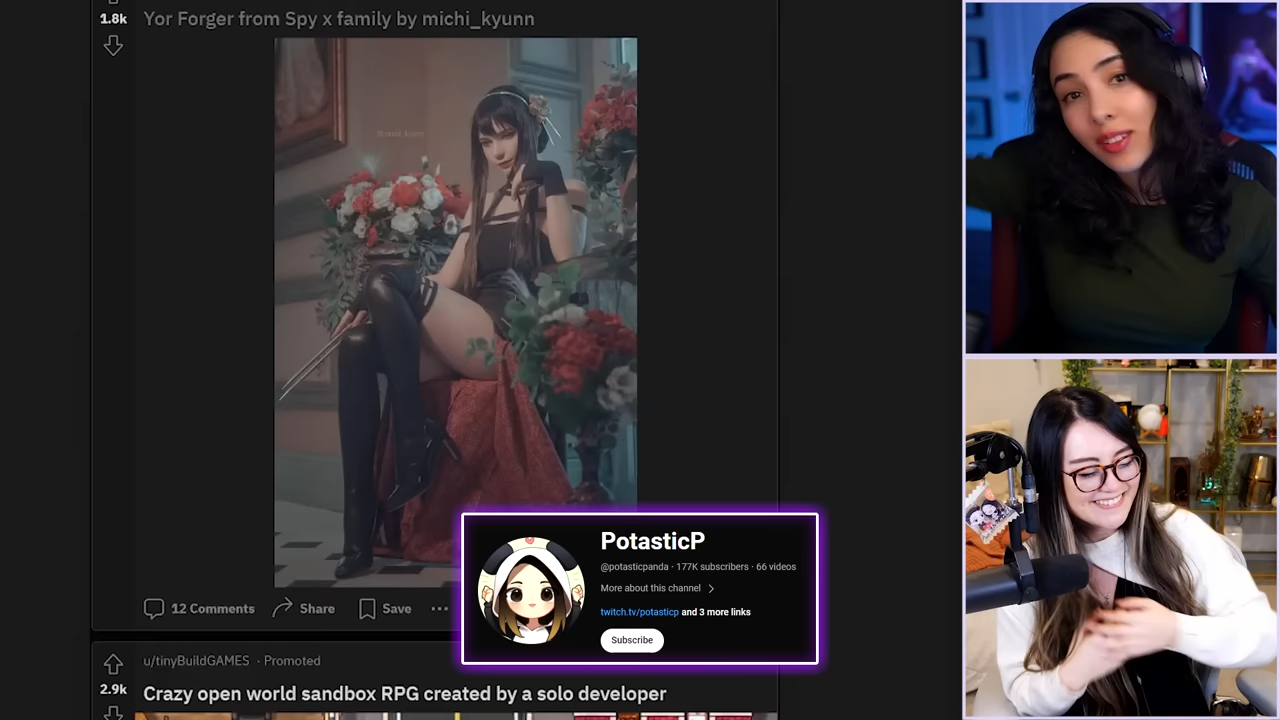 1.8k
Yor Forger from Spy x family by michi_kyunn
12 Comments
Share
Save
PotasticP
@potasticpanda · 177K subscribers · 66 videos
More about this channel
twitch.tv/potasticp and 3 more links
Subscribe
u/tinyBuildGAMES · Promoted
2.9k
Crazy open world sandbox RPG created by a solo developer